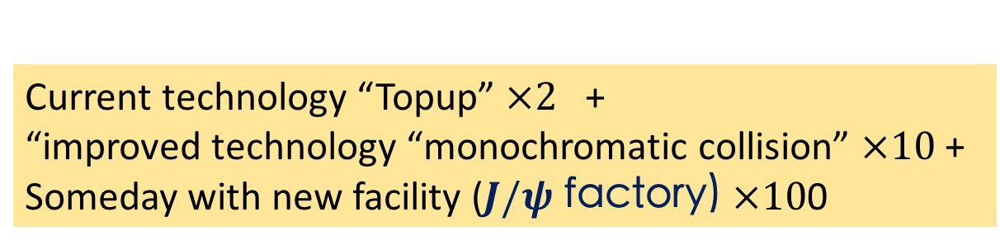 Current technology “Topup” ×2 +
“improved technology “monochromatic collision” ×10 +
Someday with new facility (J/ψ factory) ×100